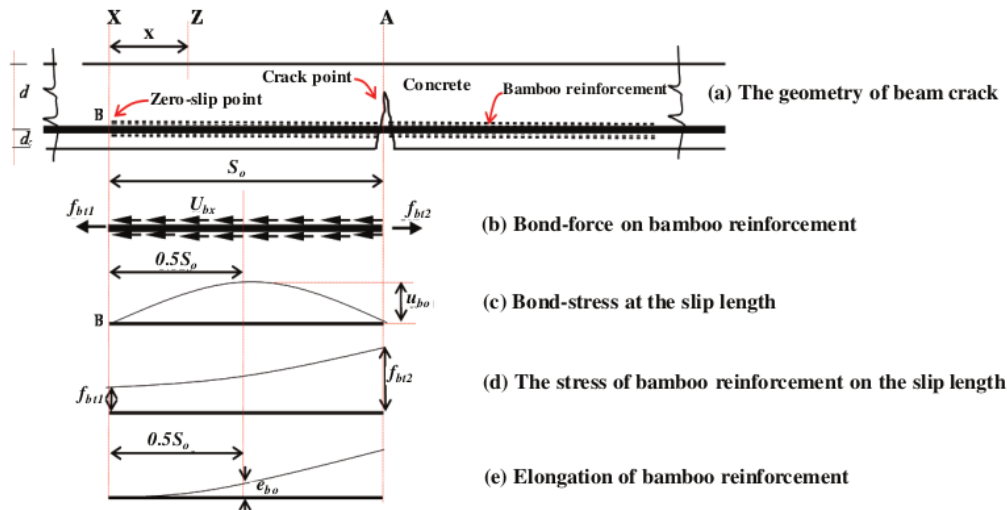 X Z A
x
d
Crack point
Concrete
Zero-slip point
Bamboo reinforcement
(a) The geometry of beam crack
B
dc
So
fbt1
Ubx
fbt2
(b) Bond-force on bamboo reinforcement
0.5So
ubo
(c) Bond-stress at the slip length
B
fbt1
fbt2
(d) The stress of bamboo reinforcement on the slip length
0.5So
ebo
(e) Elongation of bamboo reinforcement